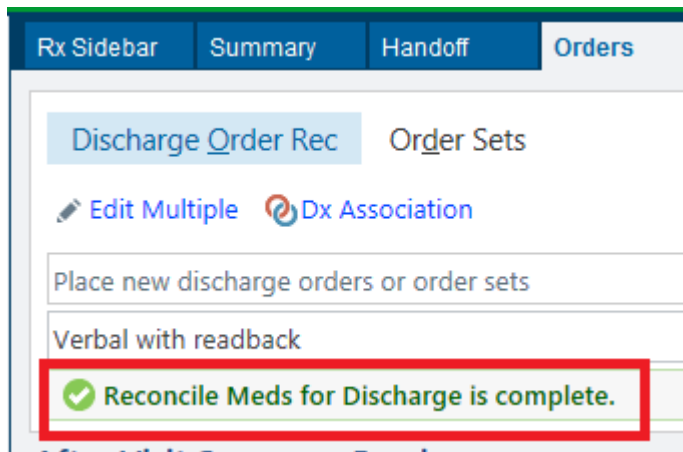 Rx Sidebar Summary Handoff Orders
Discharge Order Rec Order Sets
Edit Multiple Dx Association
Place new discharge orders or order sets
Verbal with readback
Reconcile Meds for Discharge is complete.